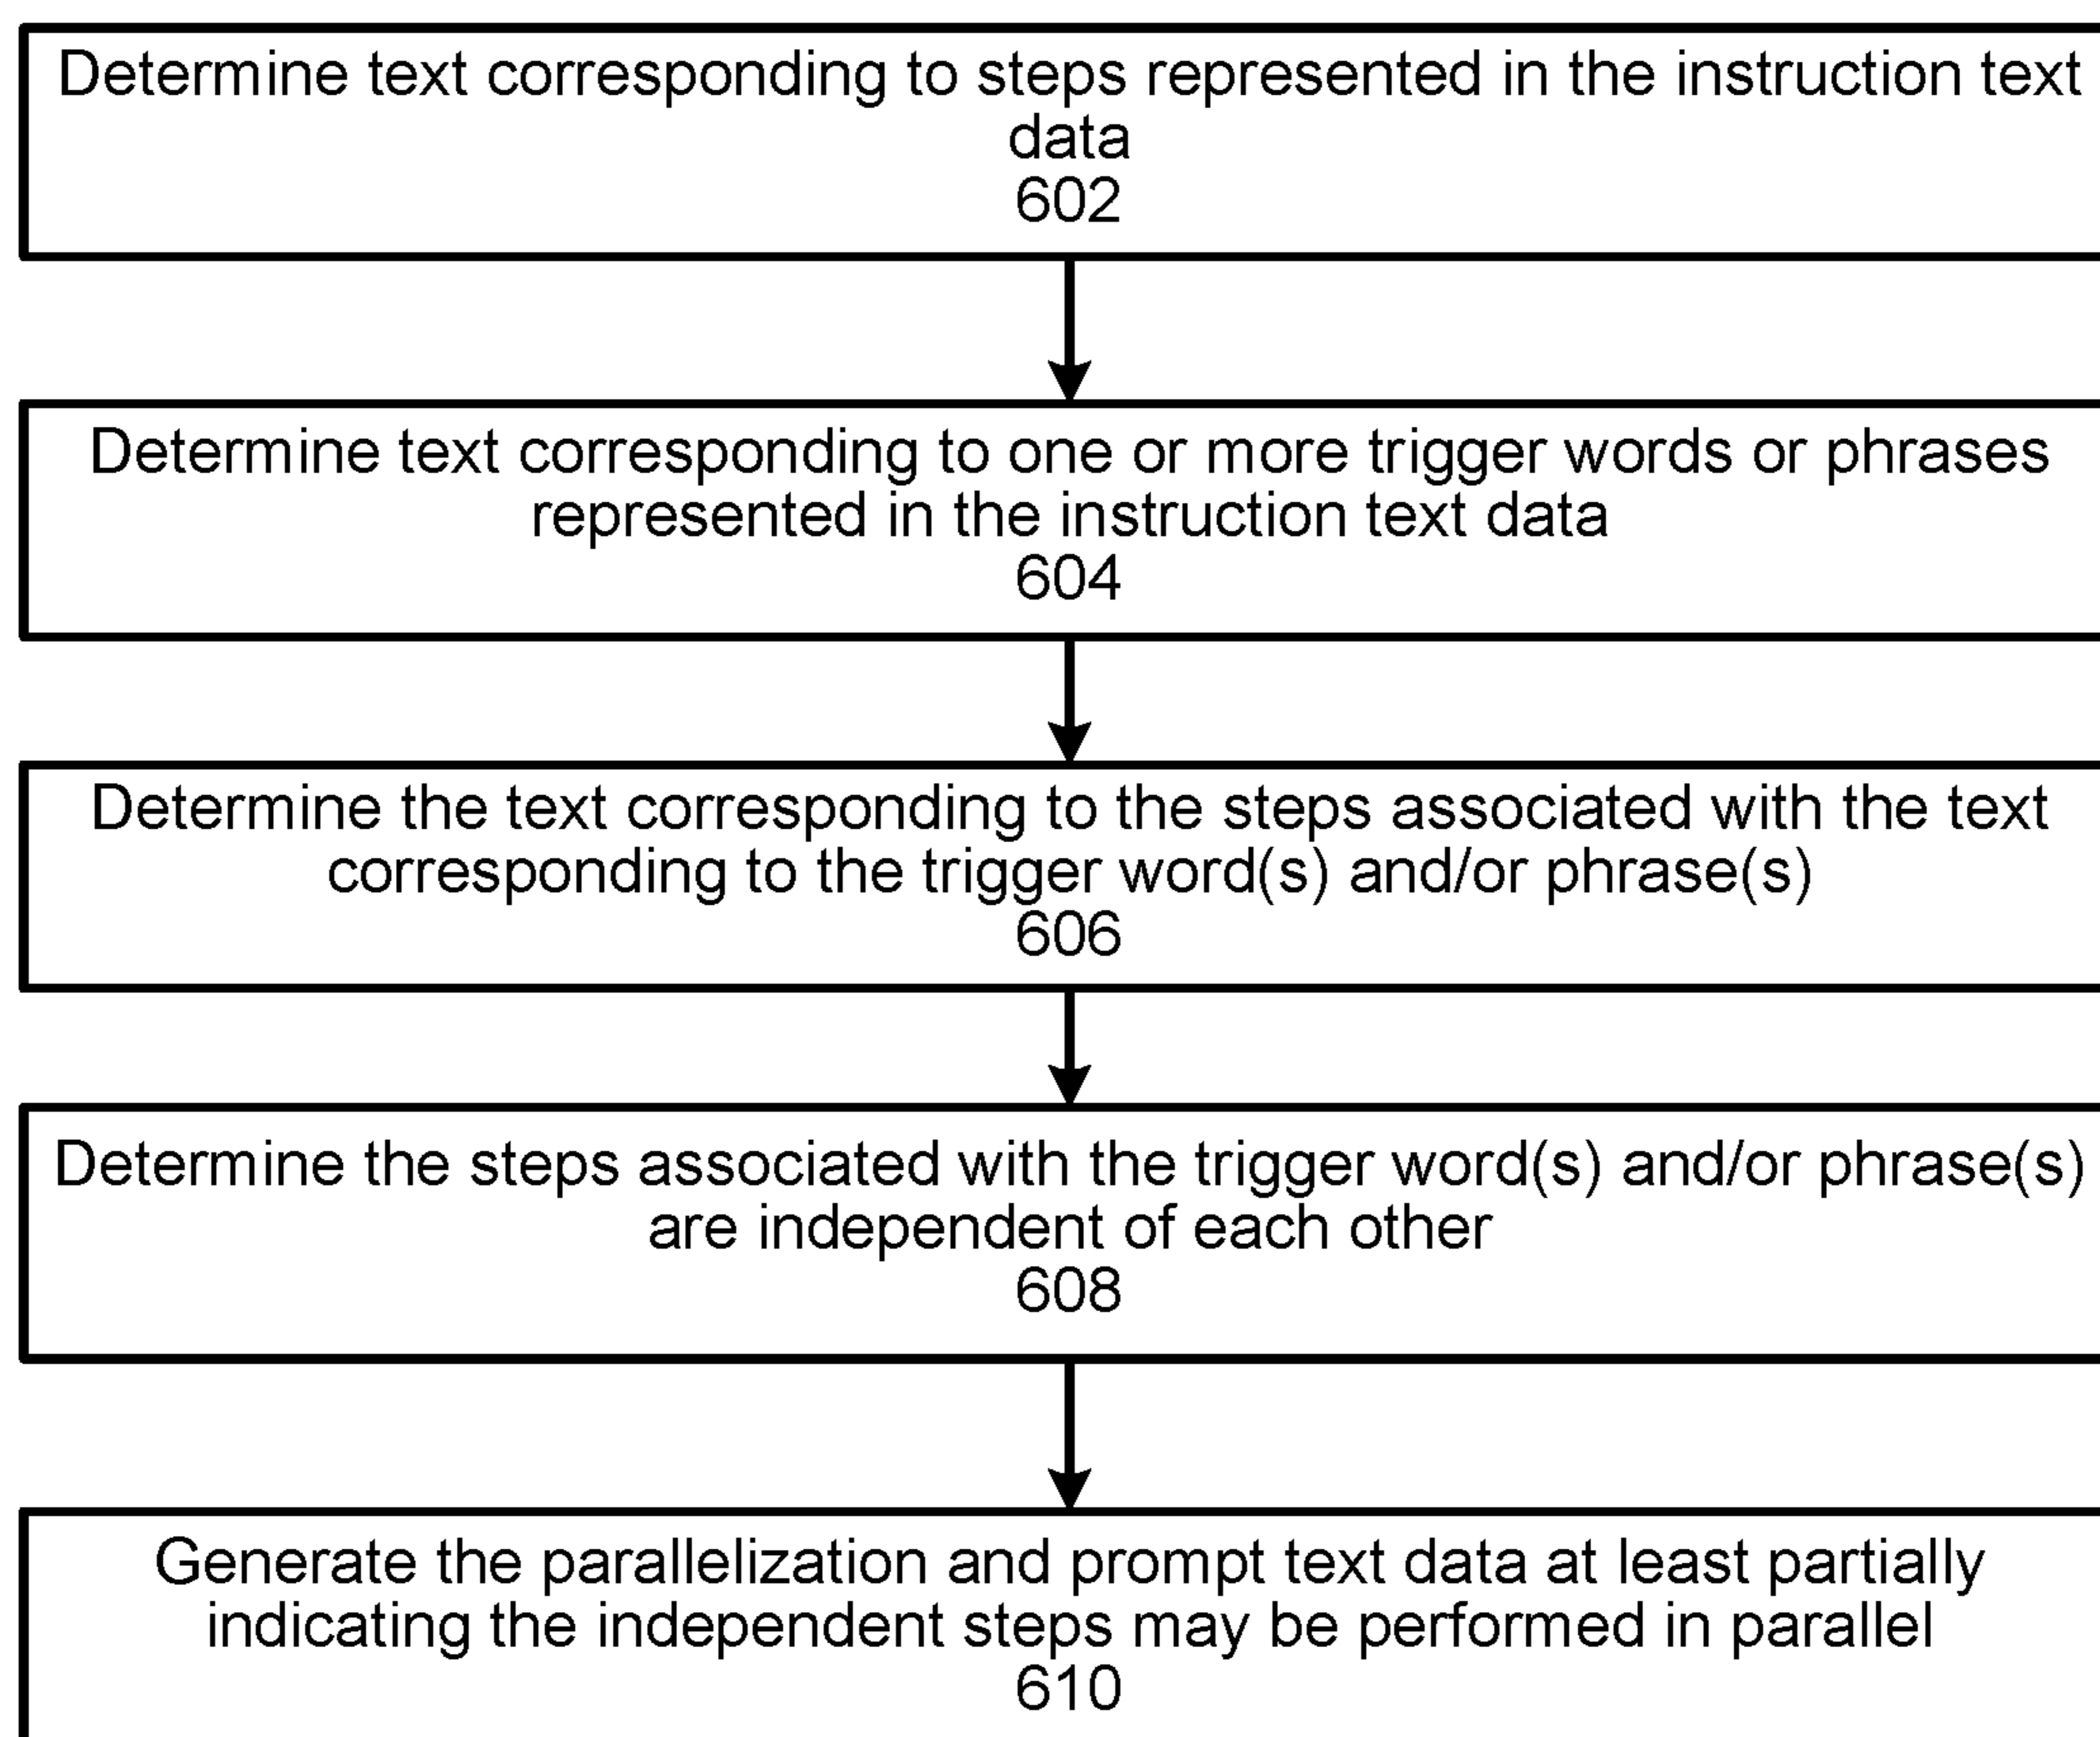 Determine text corresponding to steps represented in the instruction text
data
602
Determine text corresponding to one or more trigger words or phrases
represented in the instruction text data
604
Determine the text corresponding to the steps associated with the text
corresponding to the trigger word(s) and/or phrase(s)
606
Determine the steps associated with the trigger word(s) and/or phrase(s)
are independent of each other
608
Generate the parallelization and prompt text data at least partially
indicating the independent steps may be performed in parallel
610